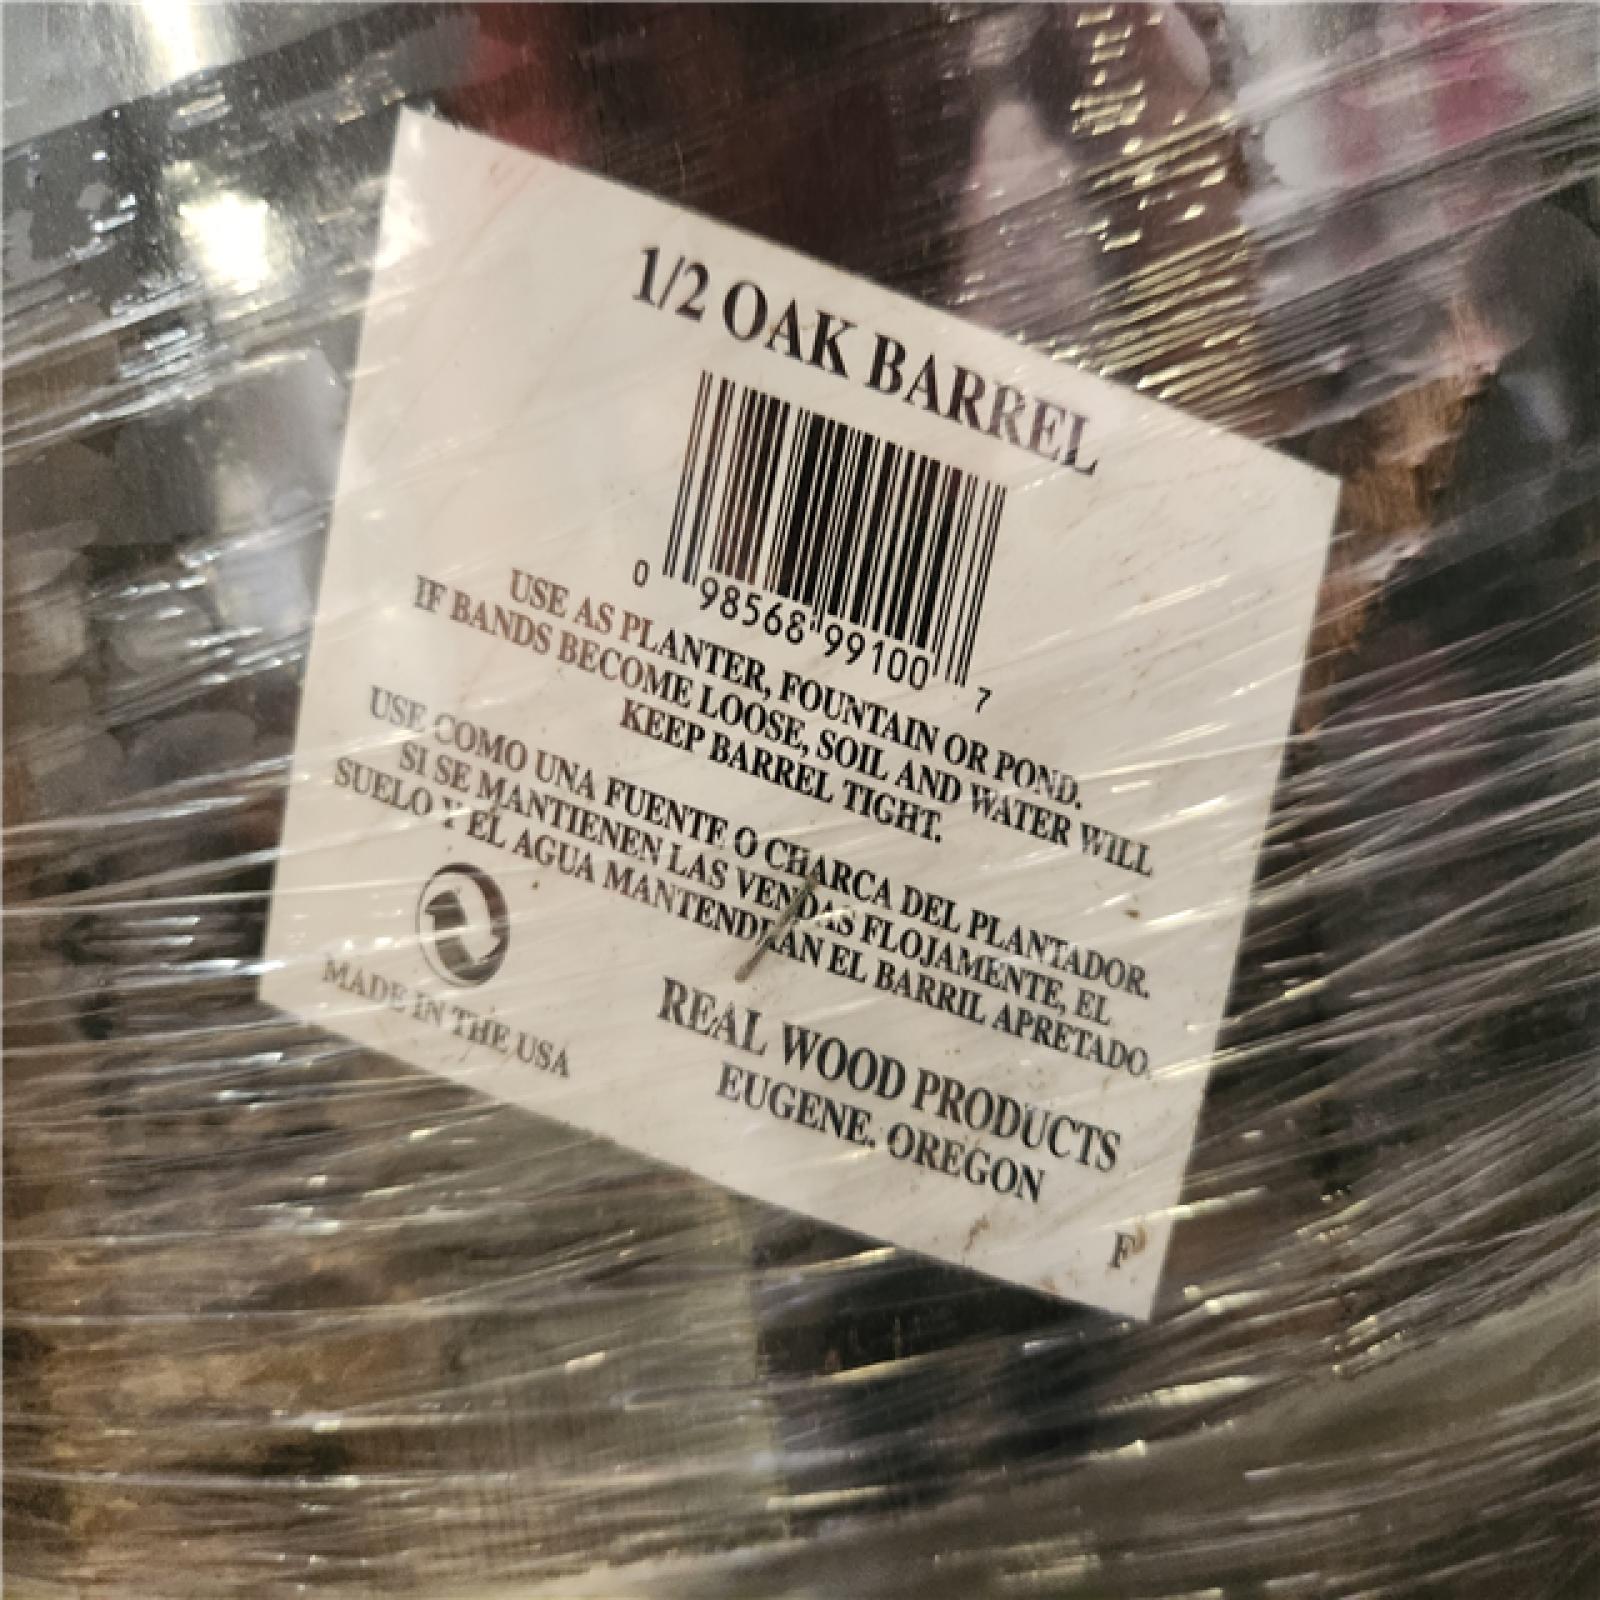 1/2 OAK BARREL
0 98568 99100 7
USE AS PLANTER, FOUNTAIN OR POND.
IF BANDS BECOME LOOSE, SOIL AND WATER WILL
KEEP BARREL TIGHT.
USE COMO UNA FUENTE O CHARCA DEL PLANTADOR.
SI SE MANTIENEN LAS VENDAS FLOJAMENTE, EL
SUELO Y EL AGUA MANTENDRAN EL BARRIL APRETADO.
MADE IN THE USA
REAL WOOD PRODUCTS
EUGENE. OREGON
F